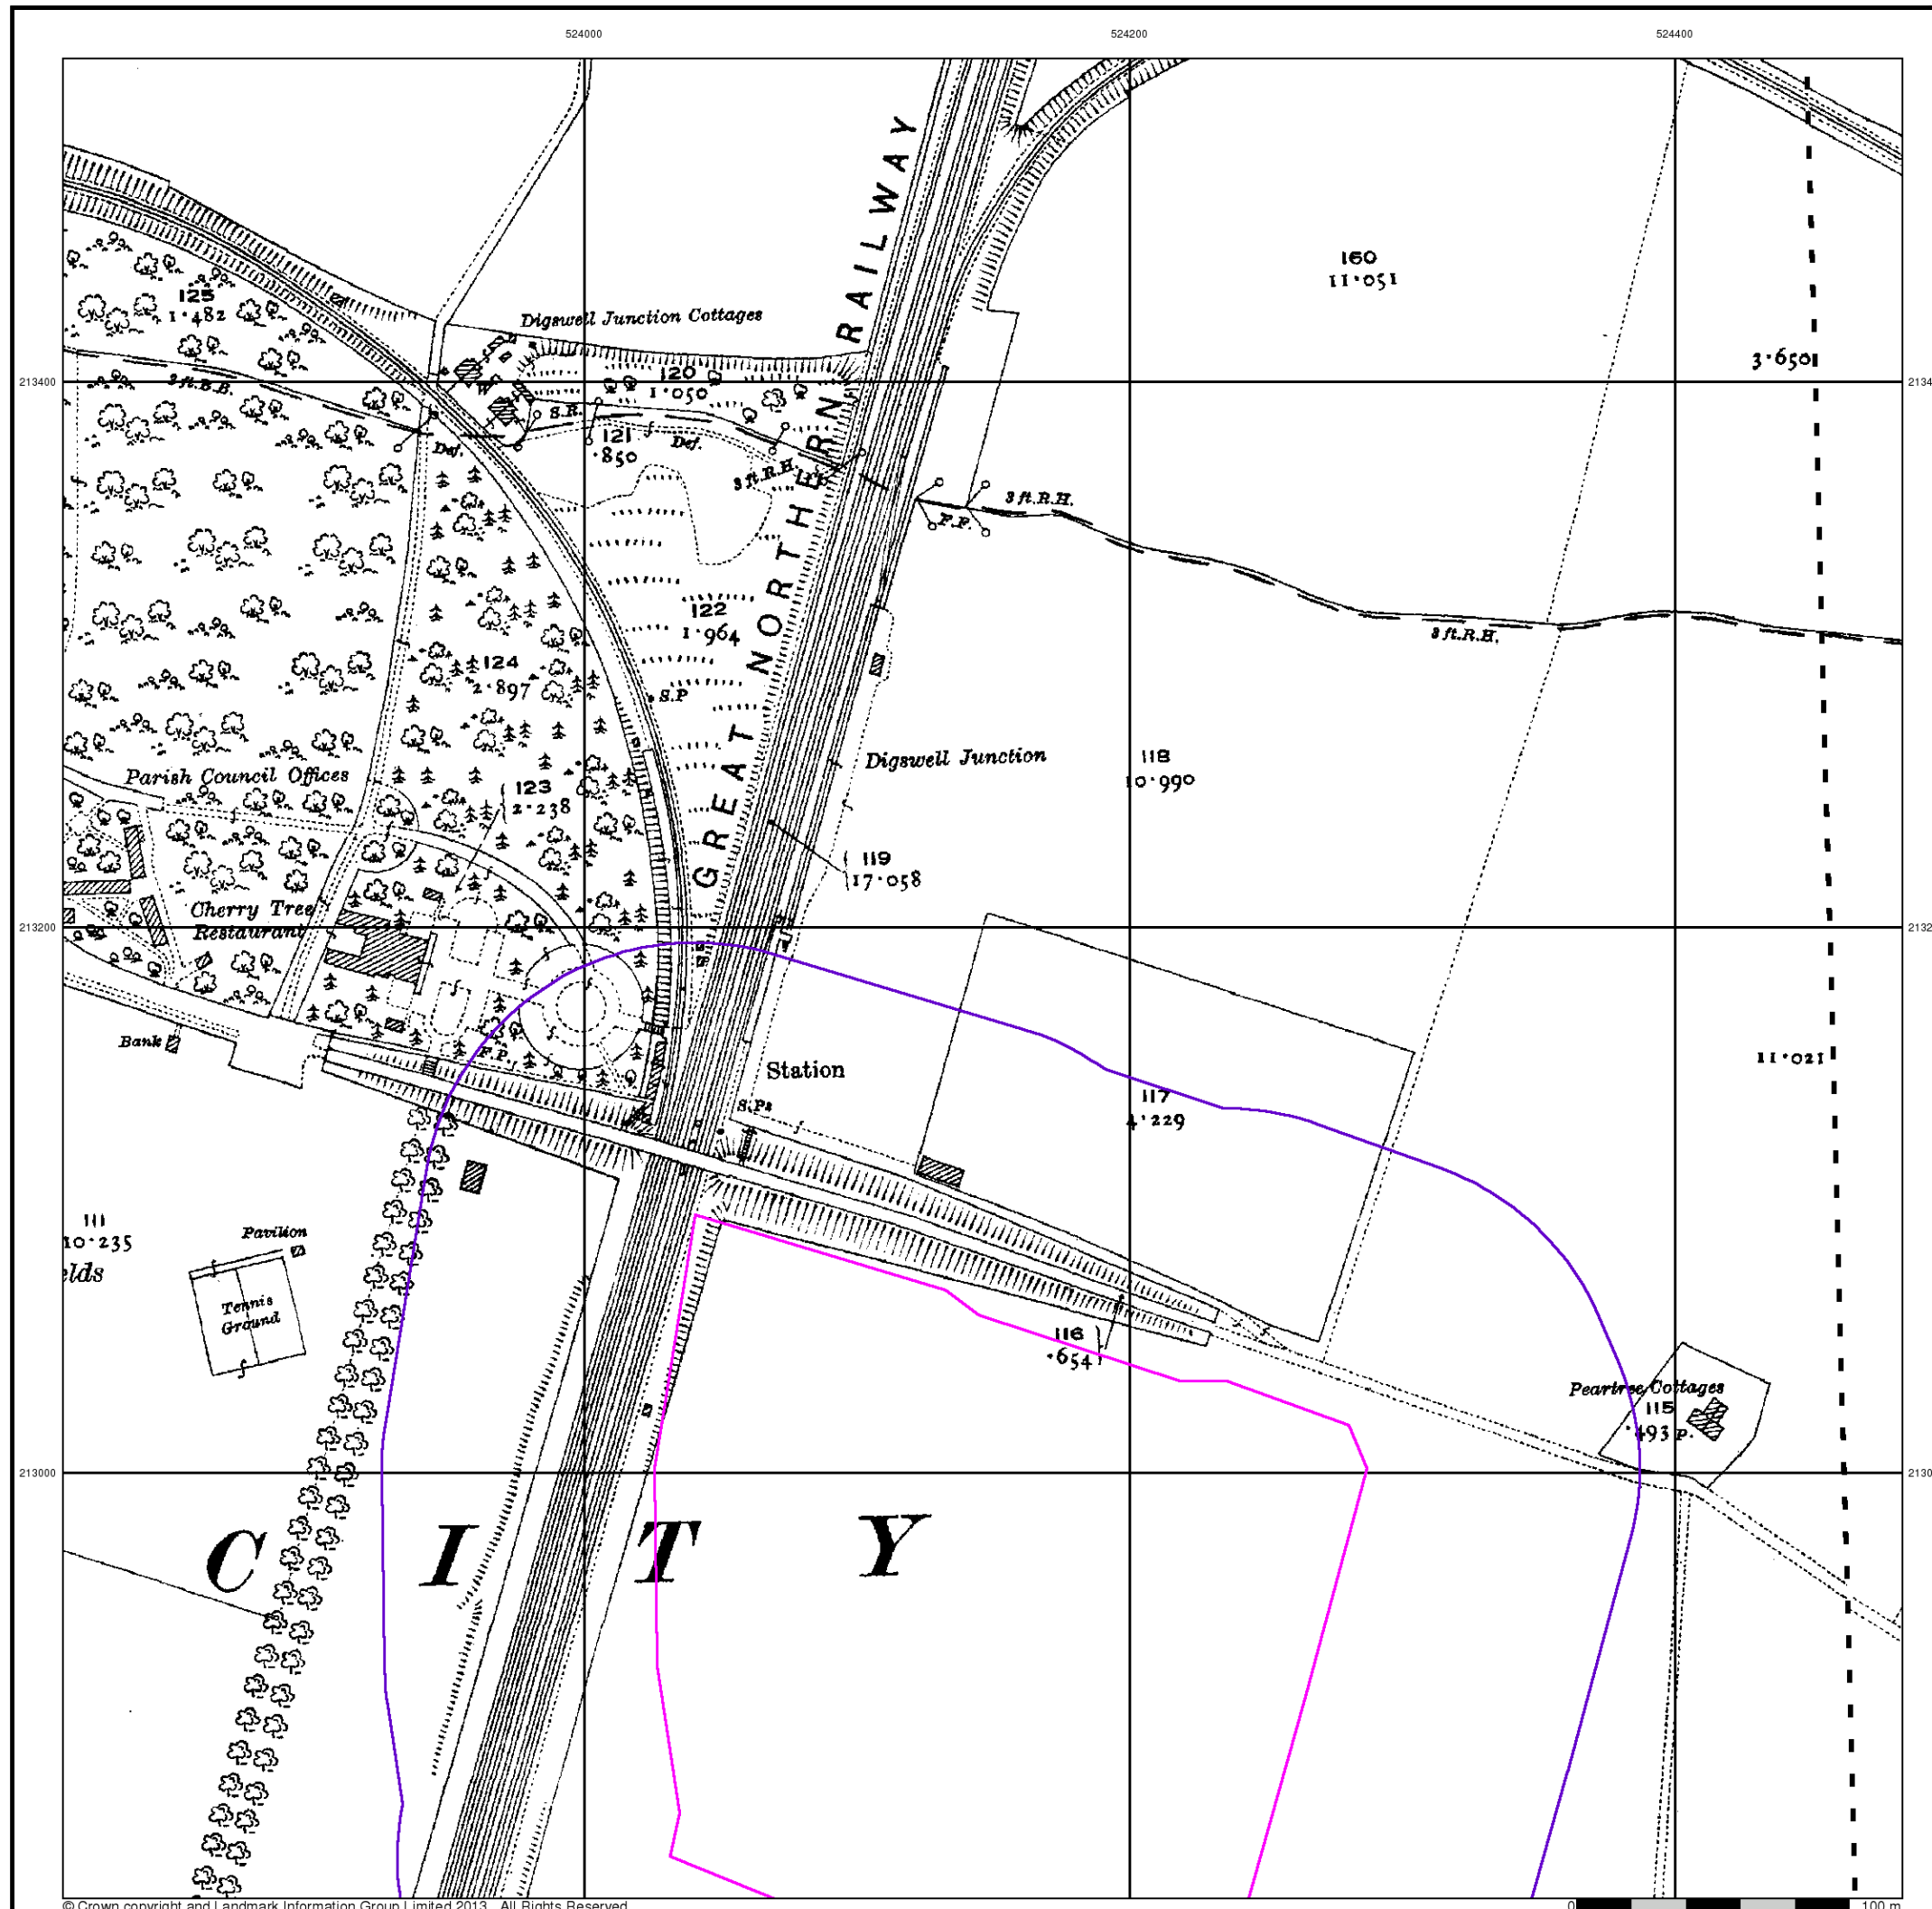 524000
524200
524400
GREAT NORTHERN RAILWAY
160
11·051
125
1·482
Digswell Junction Cottages
3·650
213400
2134
3 ft. B.B.
120
1·050
W
S.R.
121
·850
Def.
Def.
3 ft. R.H.
3 ft. R.H.
F.F.
122
1·964
3 ft. R.H.
124
2·897
S.P
Digswell Junction
118
10·990
Parish Council Offices
123
2·238
119
17·058
Cherry Tree
Restaurant
213200
2132
Bank
F.P.
Station
11·021
S.Ps
117
4·229
111
10·235
elds
Pavilion
Tennis
Ground
116
·654
Peartree Cottages
115
·493 P.
213000
2130
CITY
© Crown copyright and Landmark Information Group Limited 2013. All Rights Reserved.
0
100 m